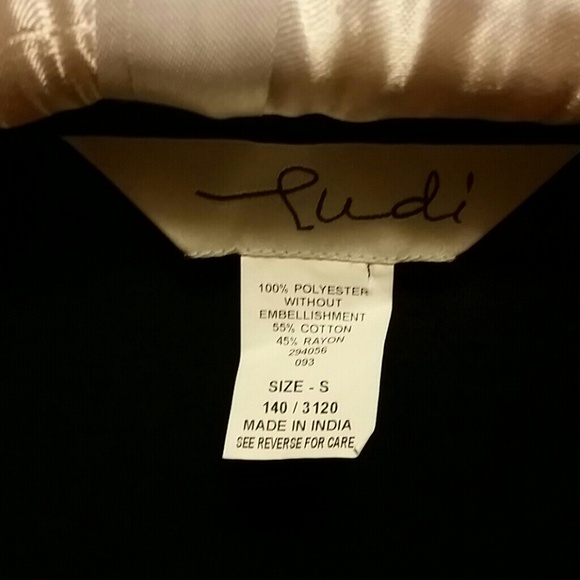 Yudi
100% POLYESTER
WITHOUT
EMBELLISHMENT
55% COTTON
45% RAYON
294056
093
SIZE - S
140 / 3120
MADE IN INDIA
SEE REVERSE FOR CARE